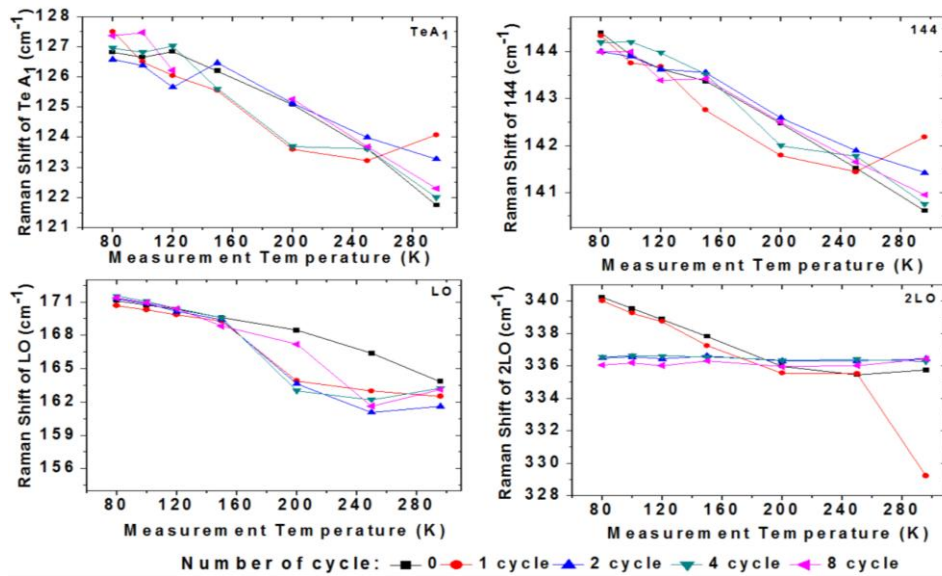 TeA1
Raman Shift of Te A1 (cm-1)
128
127
126
125
124
123
122
121
80 120 160 200 240 280
Measurement Temperature (K)
144
Raman Shift of 144 (cm-1)
144
143
142
141
80 120 160 200 240 280
Measurement Temperature (K)
LO
Raman Shift of LO (cm-1)
171
168
165
162
159
156
80 120 160 200 240 280
Measurement Temperature (K)
2LO
Raman Shift of 2LO (cm-1)
340
338
336
334
332
330
328
80 120 160 200 240 280
Measurement Temperature (K)
Number of cycle: 0 1 cycle 2 cycle 4 cycle 8 cycle